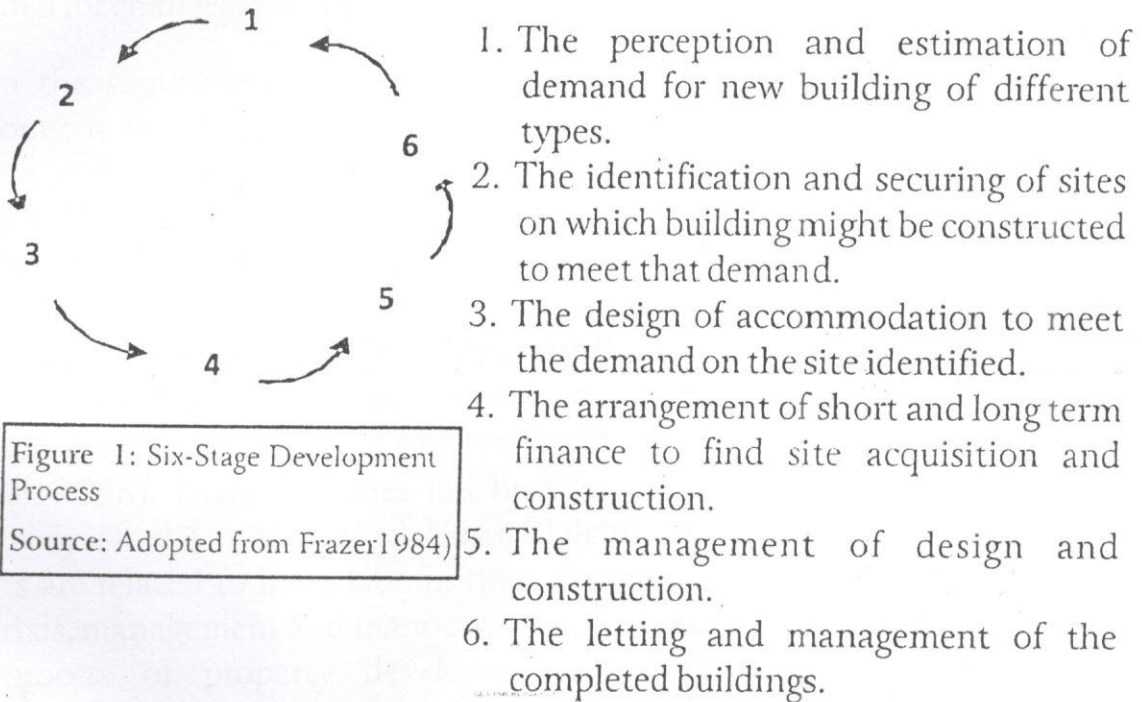 1
2
3
4
5
6
Figure 1: Six-Stage Development
Process
Source: Adopted from Frazer1984)
1. The perception and estimation of
demand for new building of different
types.
2. The identification and securing of sites
on which building might be constructed
to meet that demand.
3. The design of accommodation to meet
the demand on the site identified.
4. The arrangement of short and long term
finance to find site acquisition and
construction.
5. The management of design and
construction.
6. The letting and management of the
completed buildings.